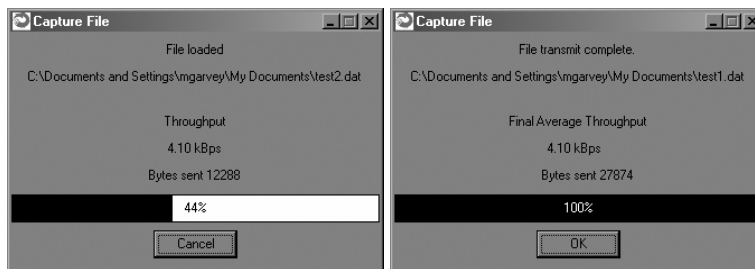 Capture File
File loaded
C:\Documents and Settings\mgarvey\My Documents\test2.dat
Throughput
4.10 kBps
Bytes sent 12288
44%
Cancel
Capture File
File transmit complete.
C:\Documents and Settings\mgarvey\My Documents\test1.dat
Final Average Throughput
4.10 kBps
Bytes sent 27874
100%
OK